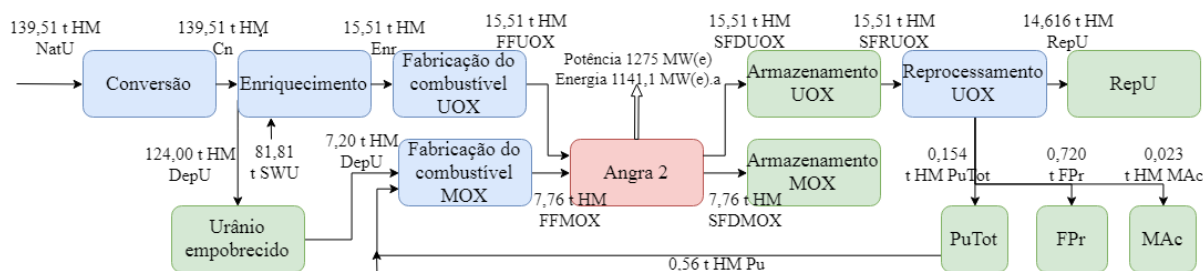 139,51 t HM
NatU
Conversão
139,51 t HM
Cn
Enriquecimento
15,51 t HM
Enr
Fabricação do
combustível
UOX
15,51 t HM
FFUOX
Potência 1275 MW(e)
Energia 1141,1 MW(e).a
15,51 t HM
SFDUOX
Armazenamento
UOX
15,51 t HM
SFRUOX
Reprocessamento
UOX
14,616 t HM
RepU
RepU
124,00 t HM
DepU
81,81
t SWU
7,20 t HM
DepU
Fabricação do
combustível
MOX
7,76 t HM
FFMOX
Angra 2
7,76 t HM
SFDMOX
Armazenamento
MOX
0,154
t HM PuTot
0,720
t FPr
0,023
t HM MAc
Urânio
empobrecido
PuTot
FPr
MAc
0,56 t HM Pu